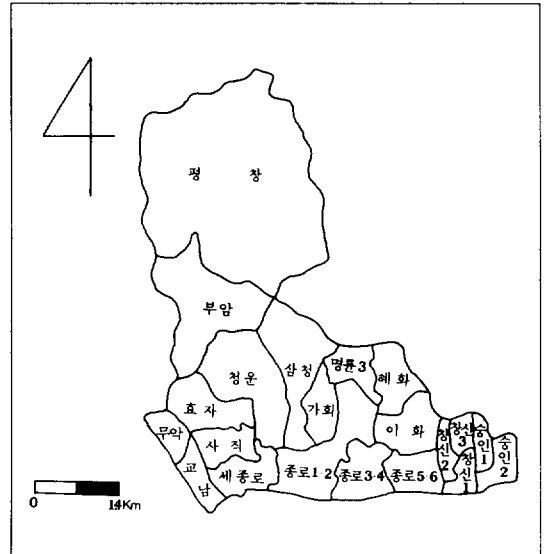 평 창
부암
청운
삼청
명륜3
혜화
효자
가회
무악
사직
이화
교남
세종로
종로1·2
종로3·4
종로5·6
창신2
창신3
창신1
숭인1
숭인2
0 14Km